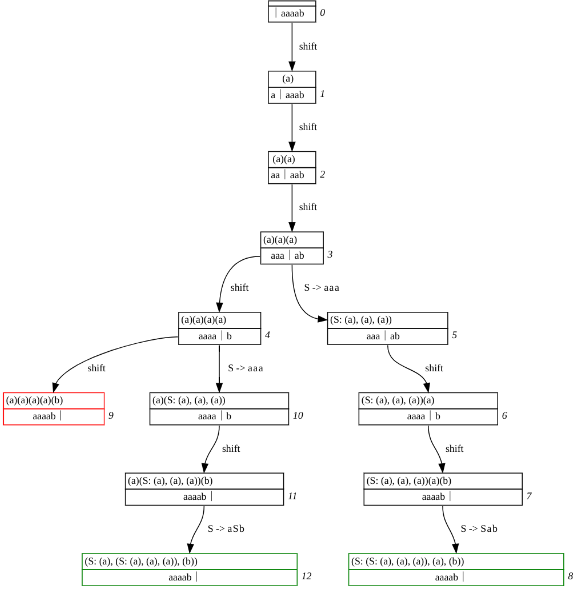 | aaaab 0
shift
(a)
a | aaab 1
shift
(a)(a)
aa | aab 2
shift
(a)(a)(a)
aaa | ab 3
shift S -> aaa
(a)(a)(a)(a) (S: (a), (a), (a))
aaaa | b 4 aaa | ab 5
shift S -> aaa shift
(a)(a)(a)(a)(b) (a)(S: (a), (a), (a)) (S: (a), (a), (a))(a)
aaaab | 9 aaaa | b 10 aaaa | b 6
shift shift
(a)(S: (a), (a), (a))(b) (S: (a), (a), (a))(a)(b)
aaaab | 11 aaaab | 7
S -> aSb S -> Sab
(S: (a), (S: (a), (a), (a)), (b)) (S: (S: (a), (a), (a)), (a), (b))
aaaab | 12 aaaab | 8